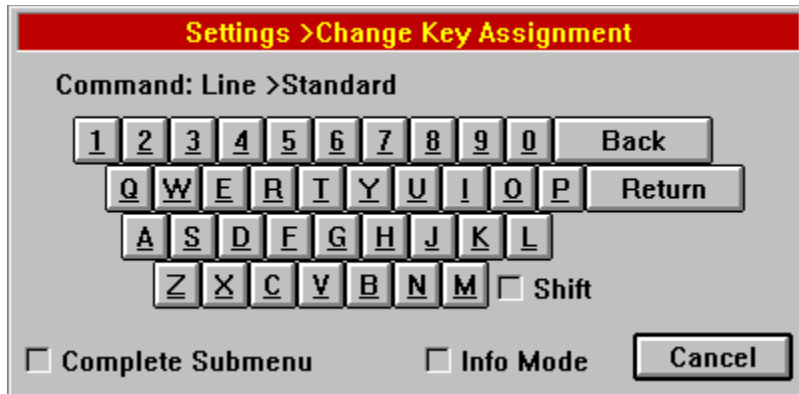 Settings >Change Key Assignment
Command: Line >Standard
1 2 3 4 5 6 7 8 9 0 Back
Q W E R T Y U I O P Return
A S D F G H J K L
Z X C V B N M Shift
Complete Submenu Info Mode Cancel